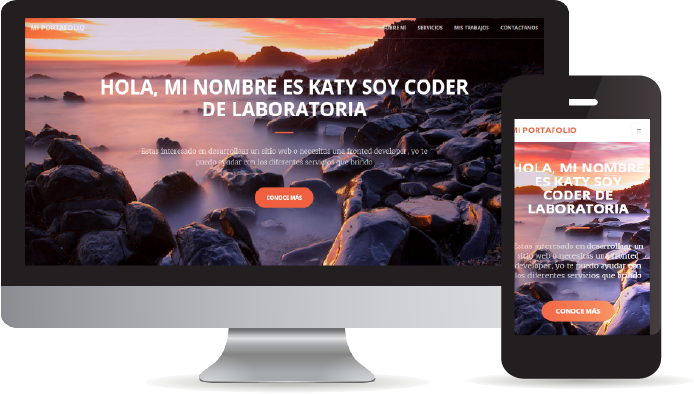 MI PORTAFOLIO
SOBRE MÍ SERVICIOS MIS TRABAJOS CONTACTANOS
HOLA, MI NOMBRE ES KATY SOY CODER
DE LABORATORIA
Estas interesado en desarrollar un sitio web o necesitas una fronted developer, yo te
puedo ayudar con los diferentes servicios que brindo
CONOCE MÁS
MI PORTAFOLIO
HOLA, MI NOMBRE
ES KATY SOY
CODER DE
LABORATORIA
Estas interesado en desarrollar un
sitio web o necesitas una fronted
developer, yo te puedo ayudar con
los diferentes servicios que brindo
CONOCE MÁS